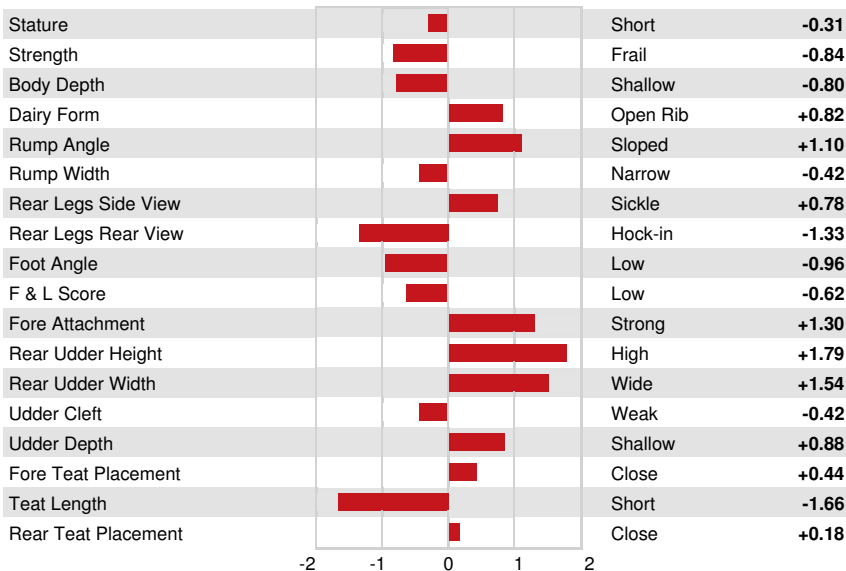 Stature Short -0.31
Strength Frail -0.84
Body Depth Shallow -0.80
Dairy Form Open Rib +0.82
Rump Angle Sloped +1.10
Rump Width Narrow -0.42
Rear Legs Side View Sickle +0.78
Rear Legs Rear View Hock-in -1.33
Foot Angle Low -0.96
F & L Score Low -0.62
Fore Attachment Strong +1.30
Rear Udder Height High +1.79
Rear Udder Width Wide +1.54
Udder Cleft Weak -0.42
Udder Depth Shallow +0.88
Fore Teat Placement Close +0.44
Teat Length Short -1.66
Rear Teat Placement Close +0.18
-2 -1 0 1 2